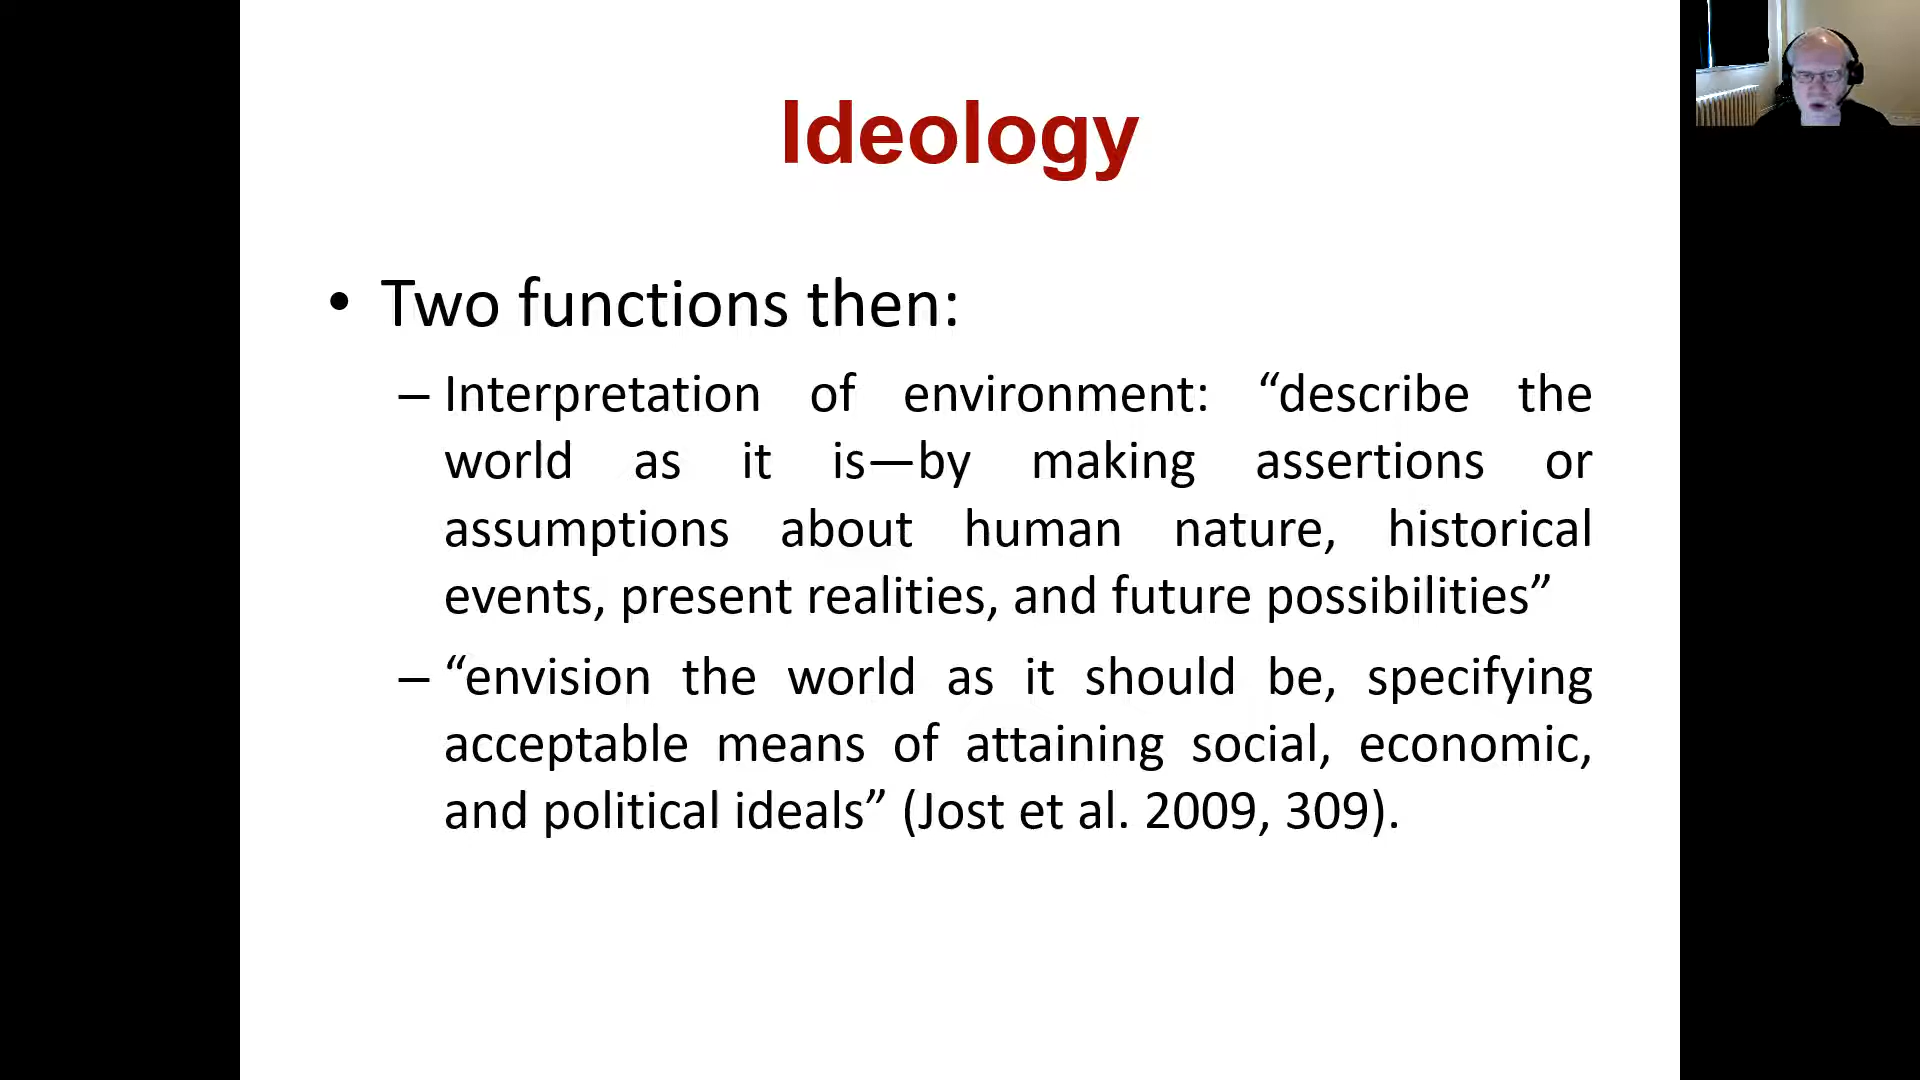 Ideology
• Two functions then:
– Interpretation of environment: “describe the
world as it is—by making assertions or
assumptions about human nature, historical
events, present realities, and future possibilities”
– “envision the world as it should be, specifying
acceptable means of attaining social, economic,
and political ideals” (Jost et al. 2009, 309).